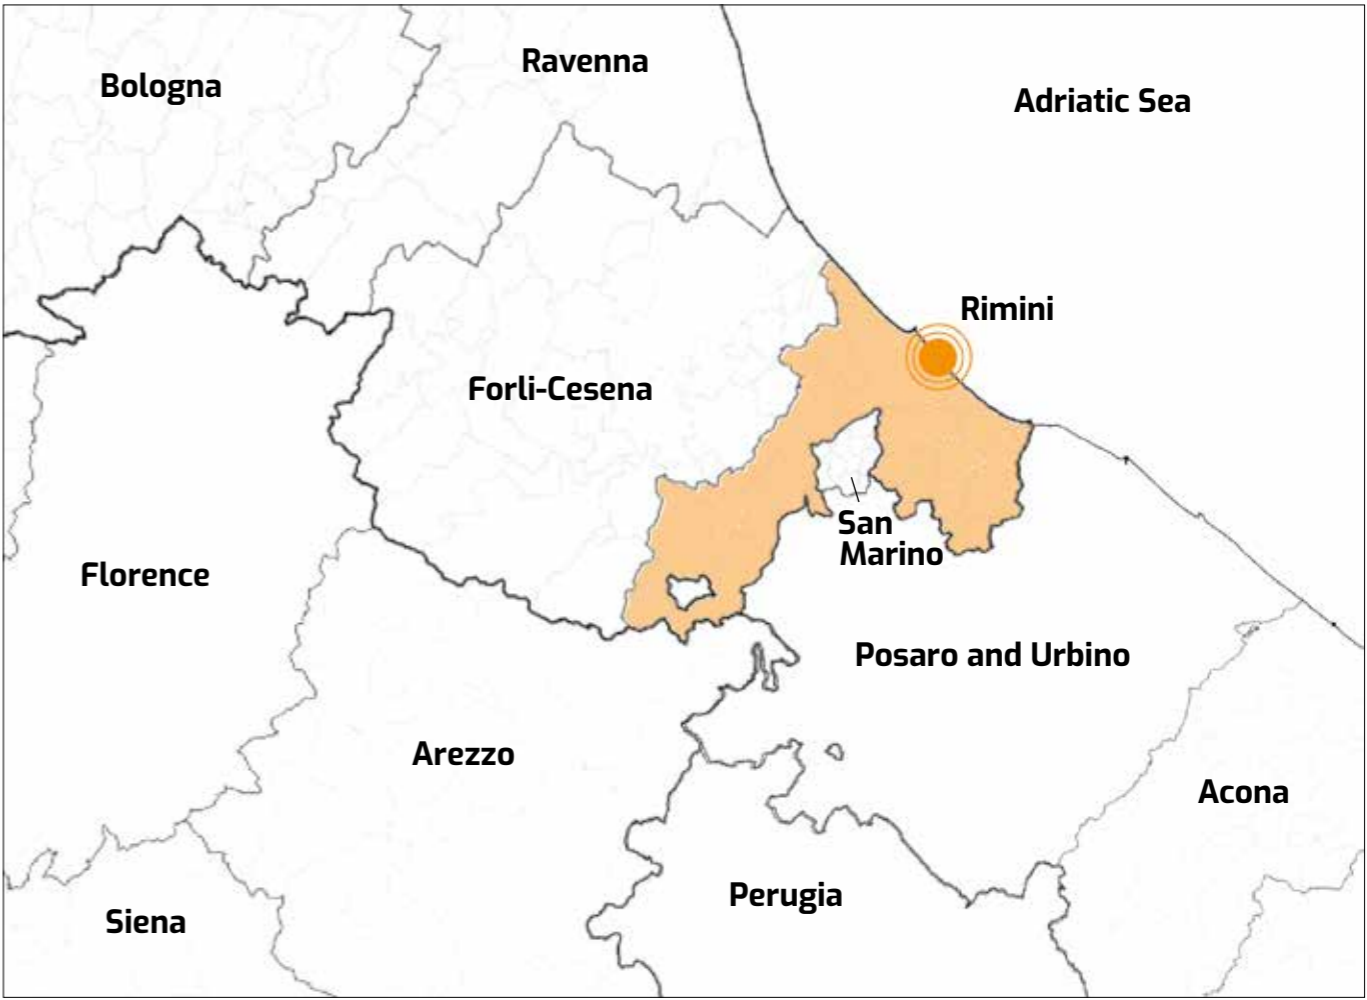 Bologna
Ravenna
Adriatic Sea
Rimini
Forli-Cesena
San
Marino
Florence
Posaro and Urbino
Arezzo
Acona
Perugia
Siena